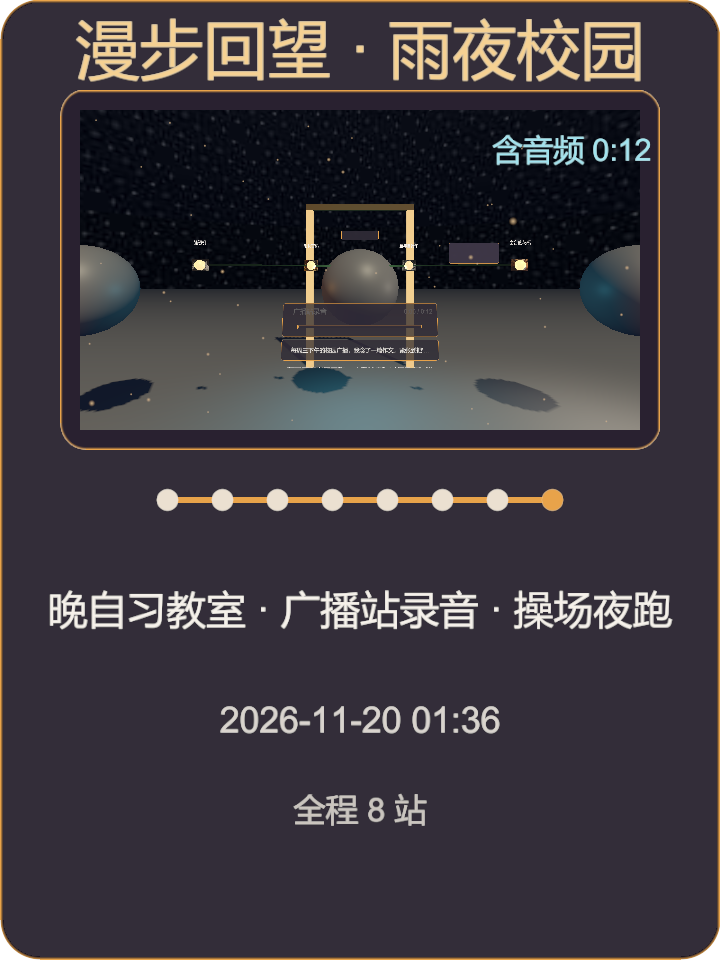 漫步回望 · 雨夜校园
含音频 0:12
晚自习教室 · 广播站录音 · 操场夜跑
2026-11-20 01:36
全程 8 站